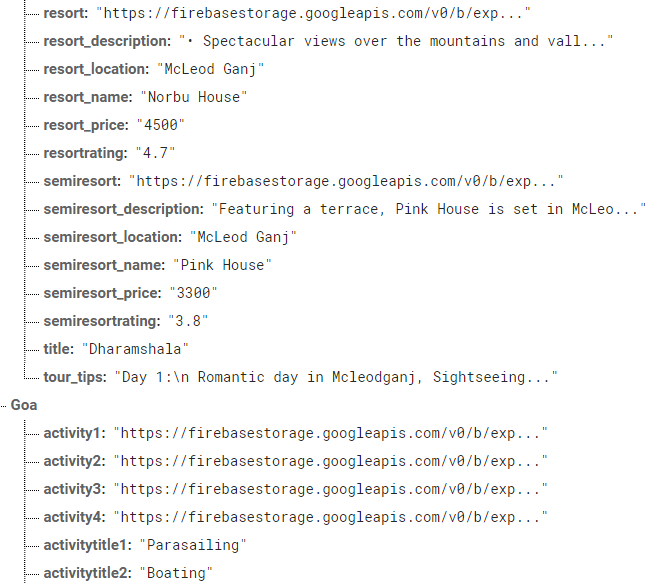 resort: "https://firebasestorage.googleapis.com/v0/b/exp..."
resort_description: "• Spectacular views over the mountains and vall..."
resort_location: "McLeod Ganj"
resort_name: "Norbu House"
resort_price: "4500"
resortrating: "4.7"
semiresort: "https://firebasestorage.googleapis.com/v0/b/exp..."
semiresort_description: "Featuring a terrace, Pink House is set in McLeo..."
semiresort_location: "McLeod Ganj"
semiresort_name: "Pink House"
semiresort_price: "3300"
semiresortrating: "3.8"
title: "Dharamshala"
tour_tips: "Day 1:\n Romantic day in Mcleodganj, Sightseeing..."
Goa
activity1: "https://firebasestorage.googleapis.com/v0/b/exp..."
activity2: "https://firebasestorage.googleapis.com/v0/b/exp..."
activity3: "https://firebasestorage.googleapis.com/v0/b/exp..."
activity4: "https://firebasestorage.googleapis.com/v0/b/exp..."
activitytitle1: "Parasailing"
activitytitle2: "Boating"